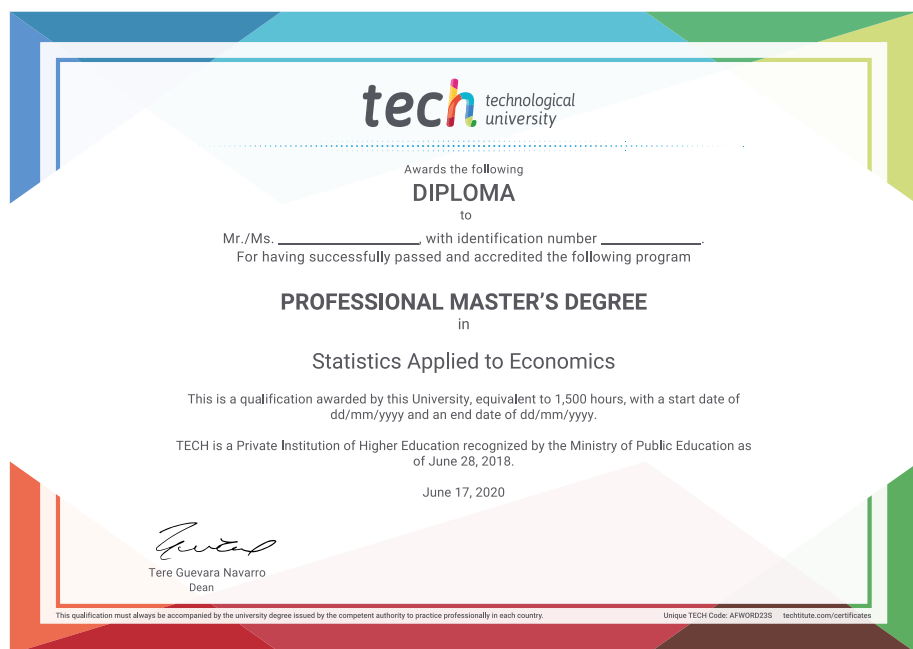 tech technological
university
Awards the following
DIPLOMA
to
Mr./Ms. ________________, with identification number ____________.
For having successfully passed and accredited the following program
PROFESSIONAL MASTER'S DEGREE
in
Statistics Applied to Economics
This is a qualification awarded by this University, equivalent to 1,500 hours, with a start date of
dd/mm/yyyy and an end date of dd/mm/yyyy.
TECH is a Private Institution of Higher Education recognized by the Ministry of Public Education as
of June 28, 2018.
June 17, 2020
Tere Guevara Navarro
Dean
This qualification must always be accompanied by the university degree issued by the competent authority to practice professionally in each country. Unique TECH Code: AFWORD23S techtitute.com/certificates